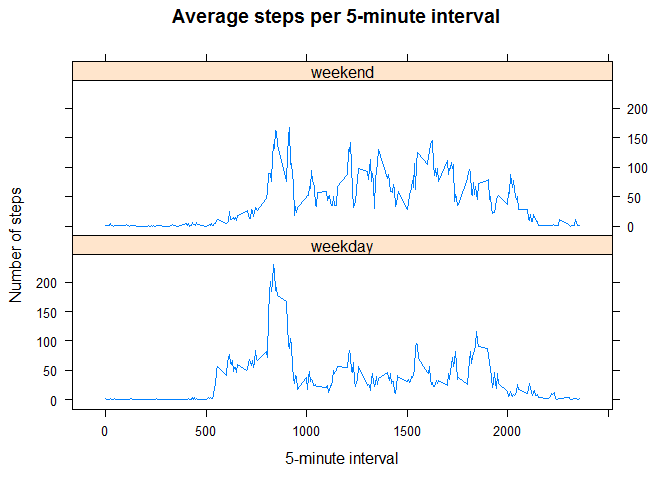 Average steps per 5-minute interval
weekend
200
150
100
50
0
weekday
200
150
100
50
0
Number of steps
0 500 1000 1500 2000
5-minute interval